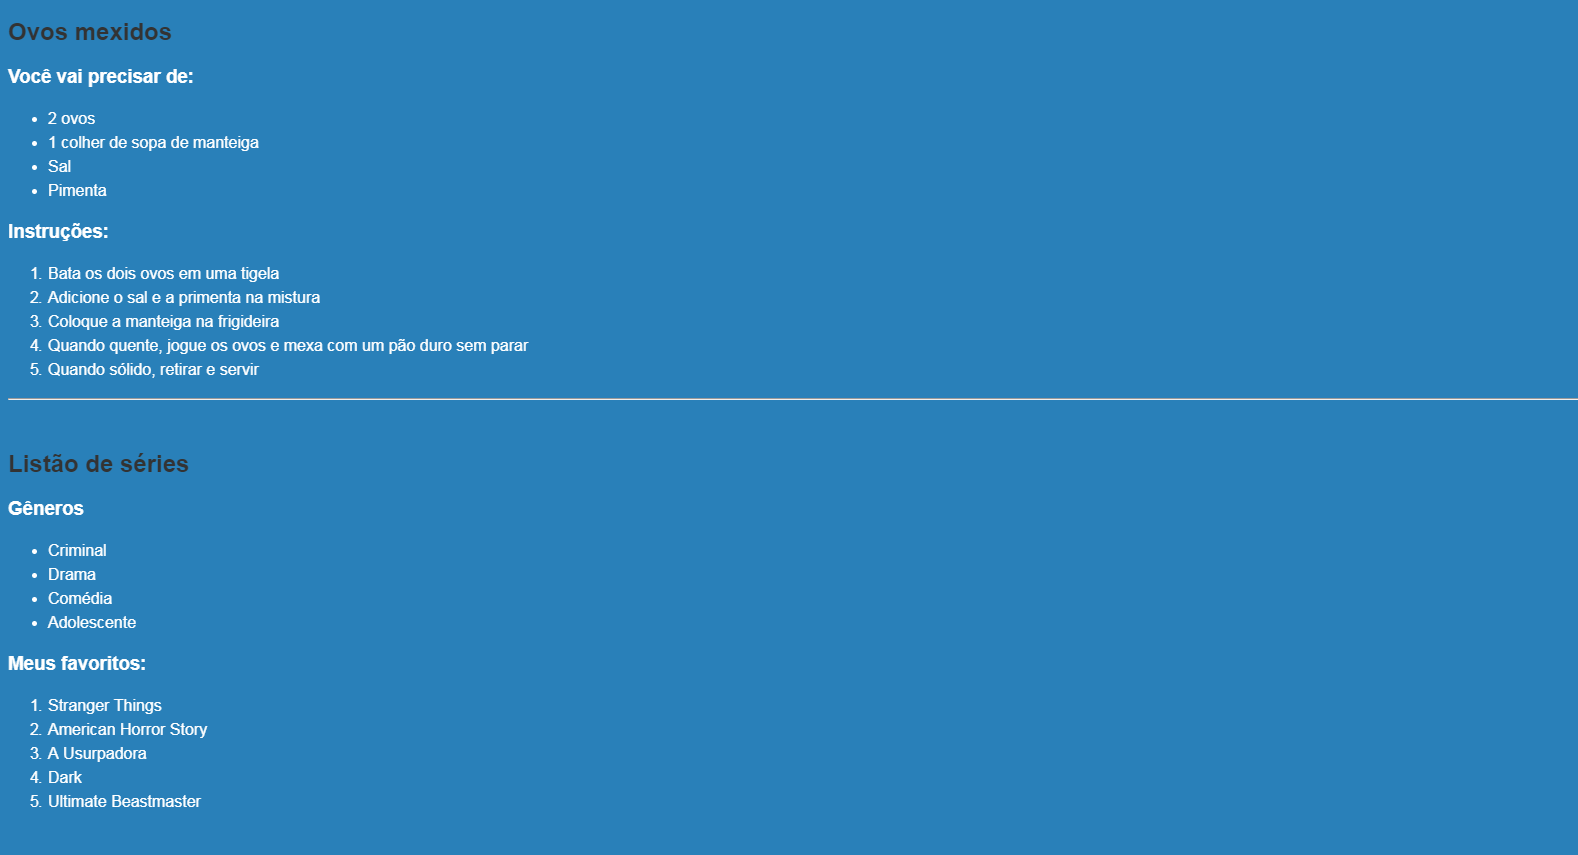 Ovos mexidos
Você vai precisar de:
• 2 ovos
• 1 colher de sopa de manteiga
• Sal
• Pimenta
Instruções:
1. Bata os dois ovos em uma tigela
2. Adicione o sal e a primenta na mistura
3. Coloque a manteiga na frigideira
4. Quando quente, jogue os ovos e mexa com um pão duro sem parar
5. Quando sólido, retirar e servir
Listão de séries
Gêneros
• Criminal
• Drama
• Comédia
• Adolescente
Meus favoritos:
1. Stranger Things
2. American Horror Story
3. A Usurpadora
4. Dark
5. Ultimate Beastmaster